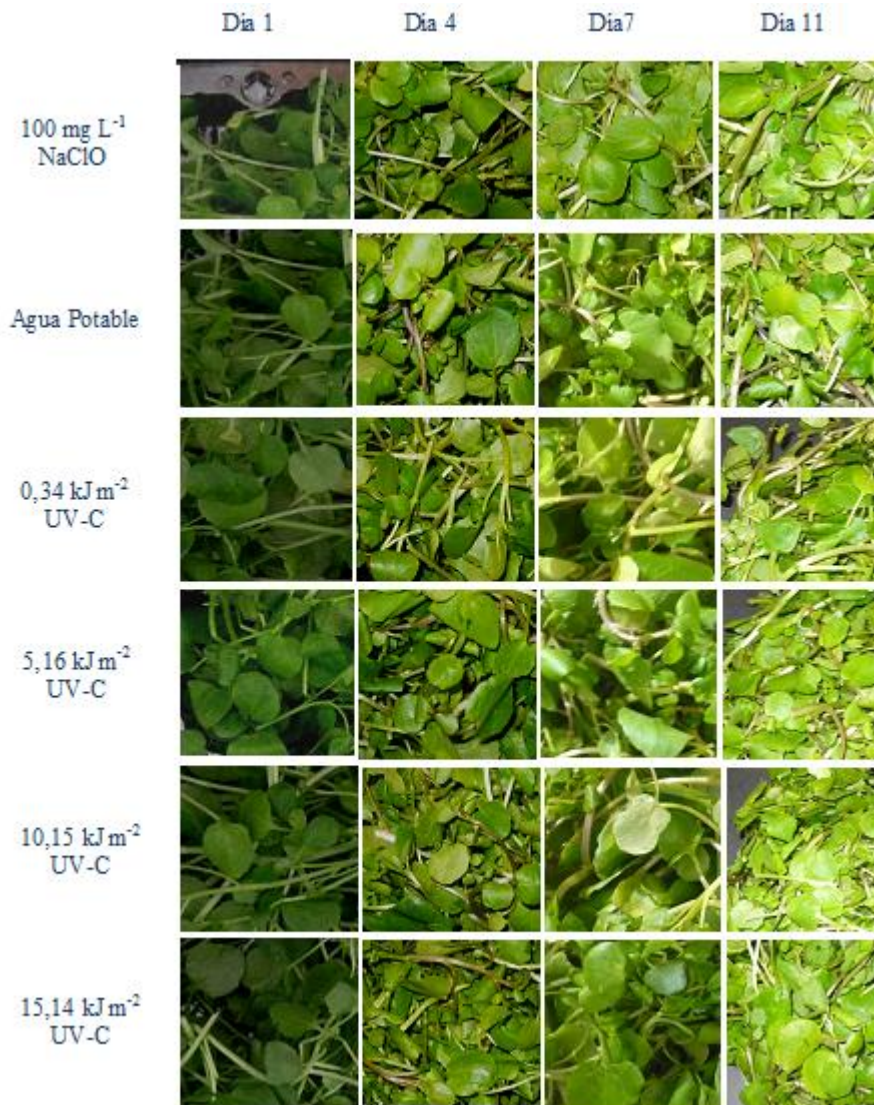 Dia 1 Dia 4 Dia7 Dia 11
100 mg L⁻¹
NaClO
Agua Potable
0,34 kJ m⁻²
UV-C
5,16 kJ m⁻²
UV-C
10,15 kJ m⁻²
UV-C
15,14 kJ m⁻²
UV-C